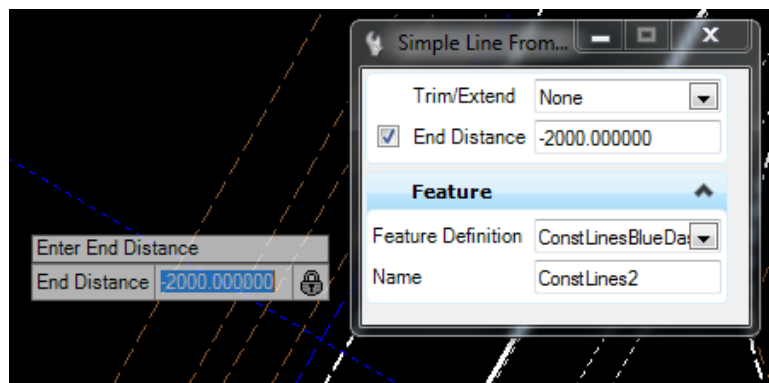 Simple Line From...
Trim/Extend None
End Distance -2000.000000
Feature
Feature Definition ConstLinesBlueDas
Name ConstLines2
Enter End Distance
End Distance -2000.000000